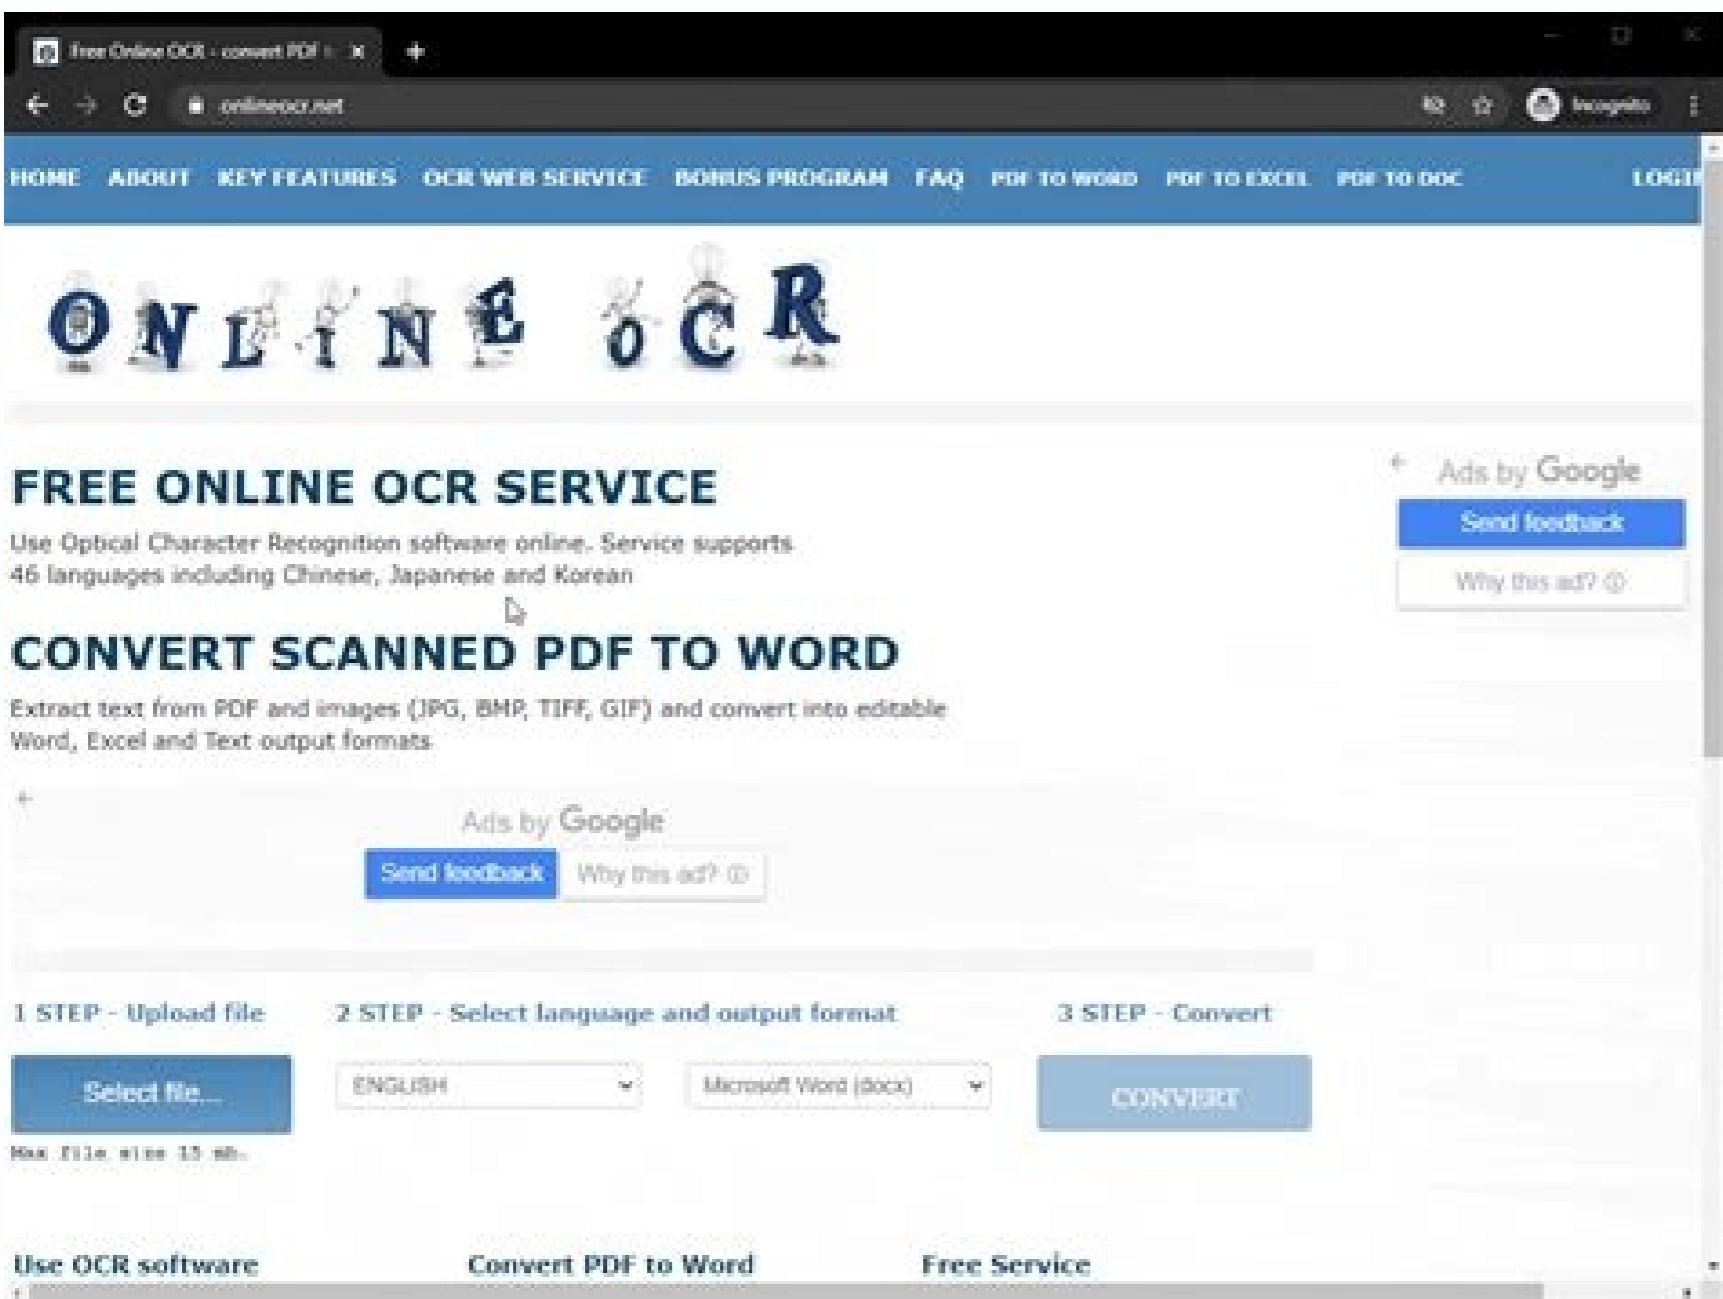 Free Online OCR - convert PDF t
onlineocr.net
Incognito
HOME ABOUT KEY FEATURES OCR WEB SERVICE BONUS PROGRAM FAQ PDF TO WORD PDF TO EXCEL PDF TO DOC LOGIN
ONLINE OCR
FREE ONLINE OCR SERVICE
Use Optical Character Recognition software online. Service supports
46 languages including Chinese, Japanese and Korean
Ads by Google
Send feedback
Why this ad?
CONVERT SCANNED PDF TO WORD
Extract text from PDF and images (JPG, BMP, TIFF, GIF) and convert into editable
Word, Excel and Text output formats
Ads by Google
Send feedback Why this ad?
1 STEP - Upload file 2 STEP - Select language and output format 3 STEP - Convert
Select file... ENGLISH Microsoft Word (docx) CONVERT
Max file size 15 mb.
Use OCR software Convert PDF to Word Free Service